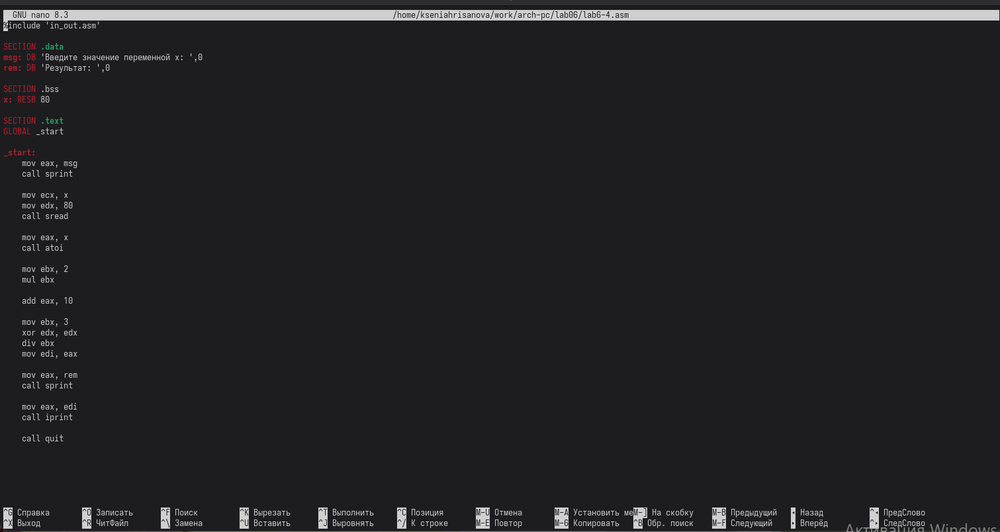 GNU nano 8.3 /home/kseniahrisanova/work/arch-pc/lab06/lab6-4.asm
%include 'in_out.asm'
SECTION .data
msg: DB 'Введите значение переменной x: ',0
rem: DB 'Результат: ',0
SECTION .bss
x: RESB 80
SECTION .text
GLOBAL _start
_start:
mov eax, msg
call sprint
mov ecx, x
mov edx, 80
call sread
mov eax, x
call atoi
mov ebx, 2
mul ebx
add eax, 10
mov ebx, 3
xor edx, edx
div ebx
mov edi, eax
mov eax, rem
call sprint
mov eax, edi
call iprint
call quit
^G Справка ^O Записать ^F Поиск ^K Вырезать ^T Выполнить ^C Позиция M-U Отмена M-A Установить ме M-] На скобку M-B Предыдущий ◂ Назад ^◂ ПредСлово
^X Выход ^R ЧитФайл ^\ Замена ^U Вставить ^J Выровнять ^/ К строке M-E Повтор M-6 Копировать ^B Обр. поиск M-F Следующий ▸ Вперёд ^▸ СледСлово
Активация Windows